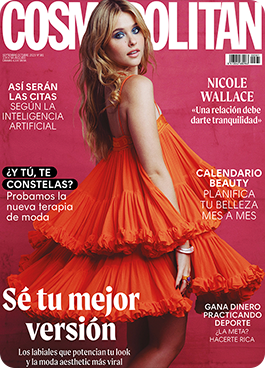 COSMOPOLITAN
ASÍ SERÁN
LAS CITAS
SEGÚN LA
INTELIGENCIA
ARTIFICIAL
NICOLE
WALLACE
«Una relación debe
darte tranquilidad»
¿Y TÚ, TE
CONSTELAS?
Probamos la
nueva terapia
de moda
CALENDARIO
BEAUTY
PLANIFICA
TU BELLEZA
MES A MES
Sé tu mejor
versión
Los labiales que potencian tu look
y la moda aesthetic más viral
GANA DINERO
PRACTICANDO
DEPORTE
¿LA META?
HACERTE RICA